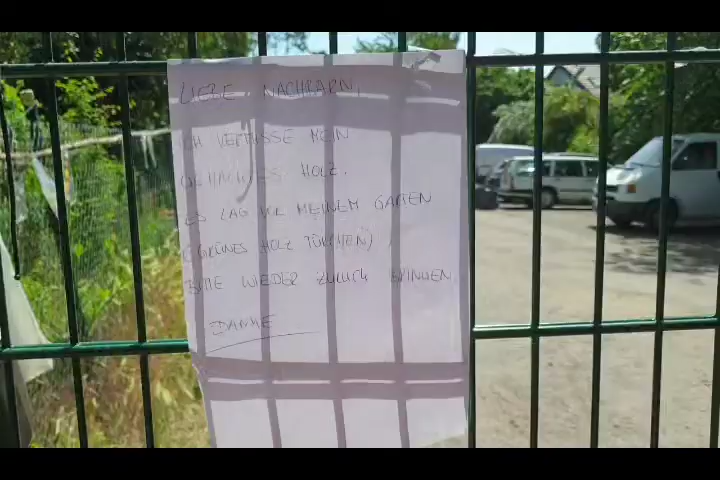 LIEBE NACHBARN,
ICH VERMISSE MEIN
GEHACKTES HOLZ.
ES LAG VOR MEINEM GARTEN
(GRÜNES HOLZ TÜRCHEN)
BITTE WIEDER ZURÜCK BRINGEN
DANKE